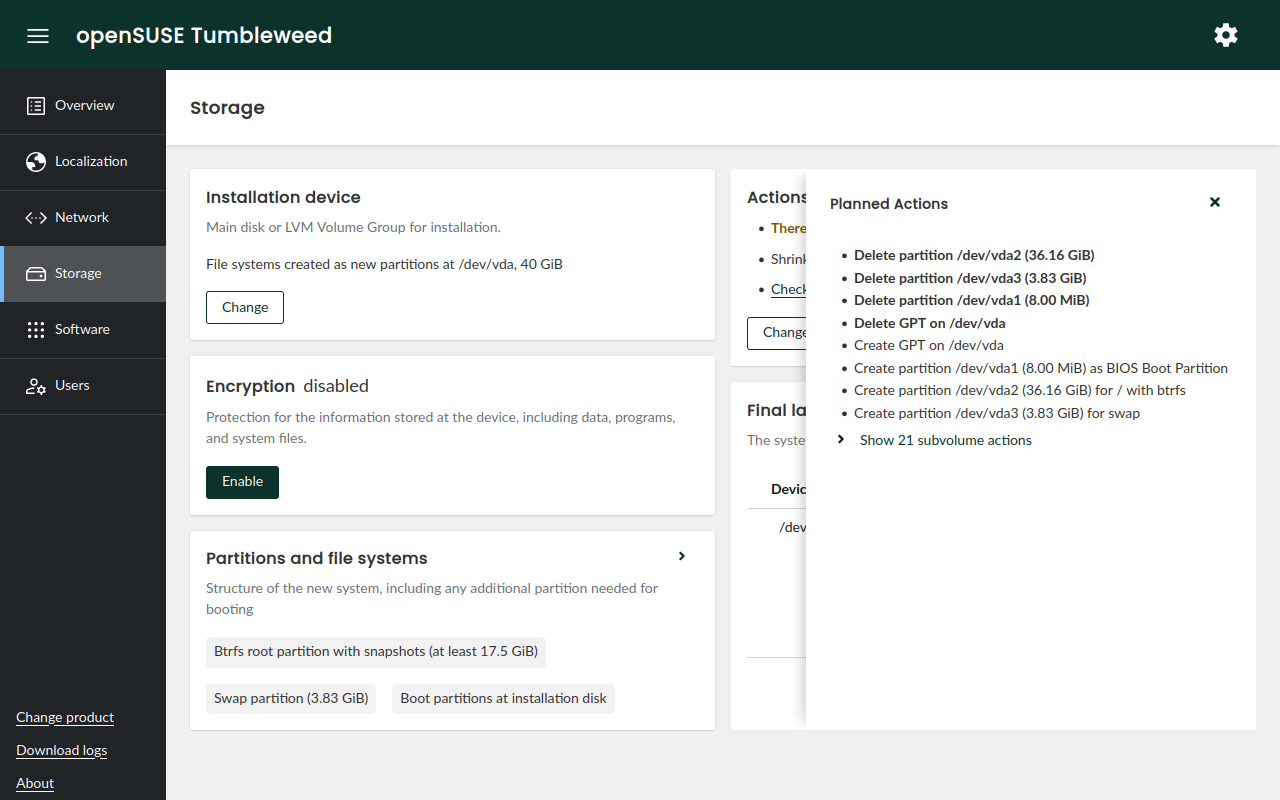 openSUSE Tumbleweed
Overview
Localization
Network
Storage
Software
Users
Change product
Download logs
About
Storage
Installation device
Main disk or LVM Volume Group for installation.
File systems created as new partitions at /dev/vda, 40 GiB
Change
Encryption disabled
Protection for the information stored at the device, including data, programs,
and system files.
Enable
Partitions and file systems
Structure of the new system, including any additional partition needed for
booting
Btrfs root partition with snapshots (at least 17.5 GiB)
Swap partition (3.83 GiB) Boot partitions at installation disk
Actions
There
Shrink
Check
Change
Final la
The syste
Devic
/dev
Planned Actions
Delete partition /dev/vda2 (36.16 GiB)
Delete partition /dev/vda3 (3.83 GiB)
Delete partition /dev/vda1 (8.00 MiB)
Delete GPT on /dev/vda
Create GPT on /dev/vda
Create partition /dev/vda1 (8.00 MiB) as BIOS Boot Partition
Create partition /dev/vda2 (36.16 GiB) for / with btrfs
Create partition /dev/vda3 (3.83 GiB) for swap
Show 21 subvolume actions